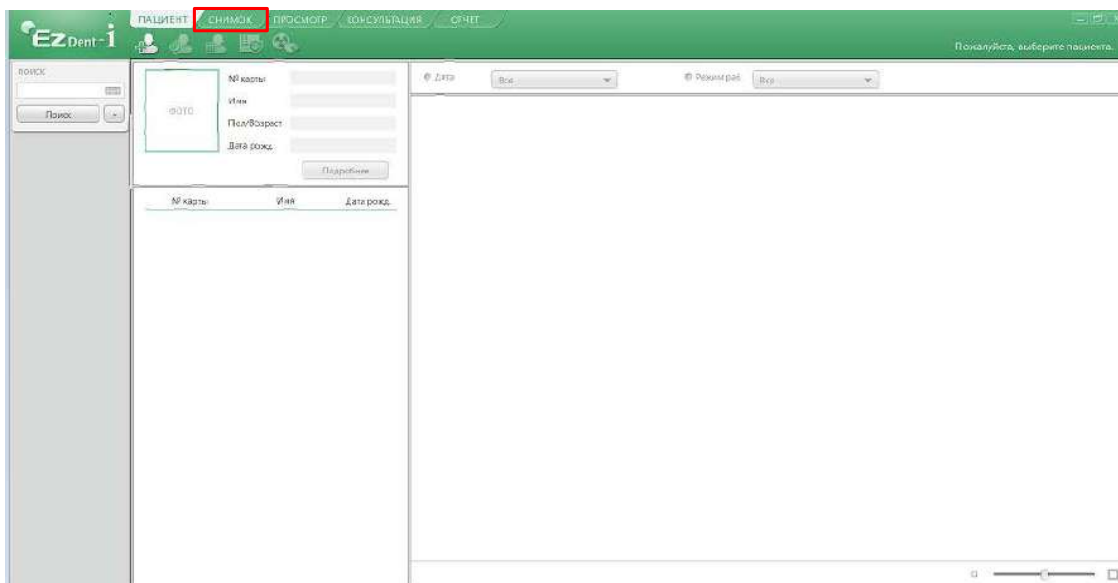 EzDent-i
ПАЦИЕНТ СНИМОК ПРОСМОТР КОНСУЛЬТАЦИЯ ОТЧЕТ
Пожалуйста, выберите пациента.
ПОИСК
Поиск
ФОТО
№ карты
Имя
Пол/Возраст
Дата рожд.
Подробнее
№ карты Имя Дата рожд.
Дата Все Режим раб Все